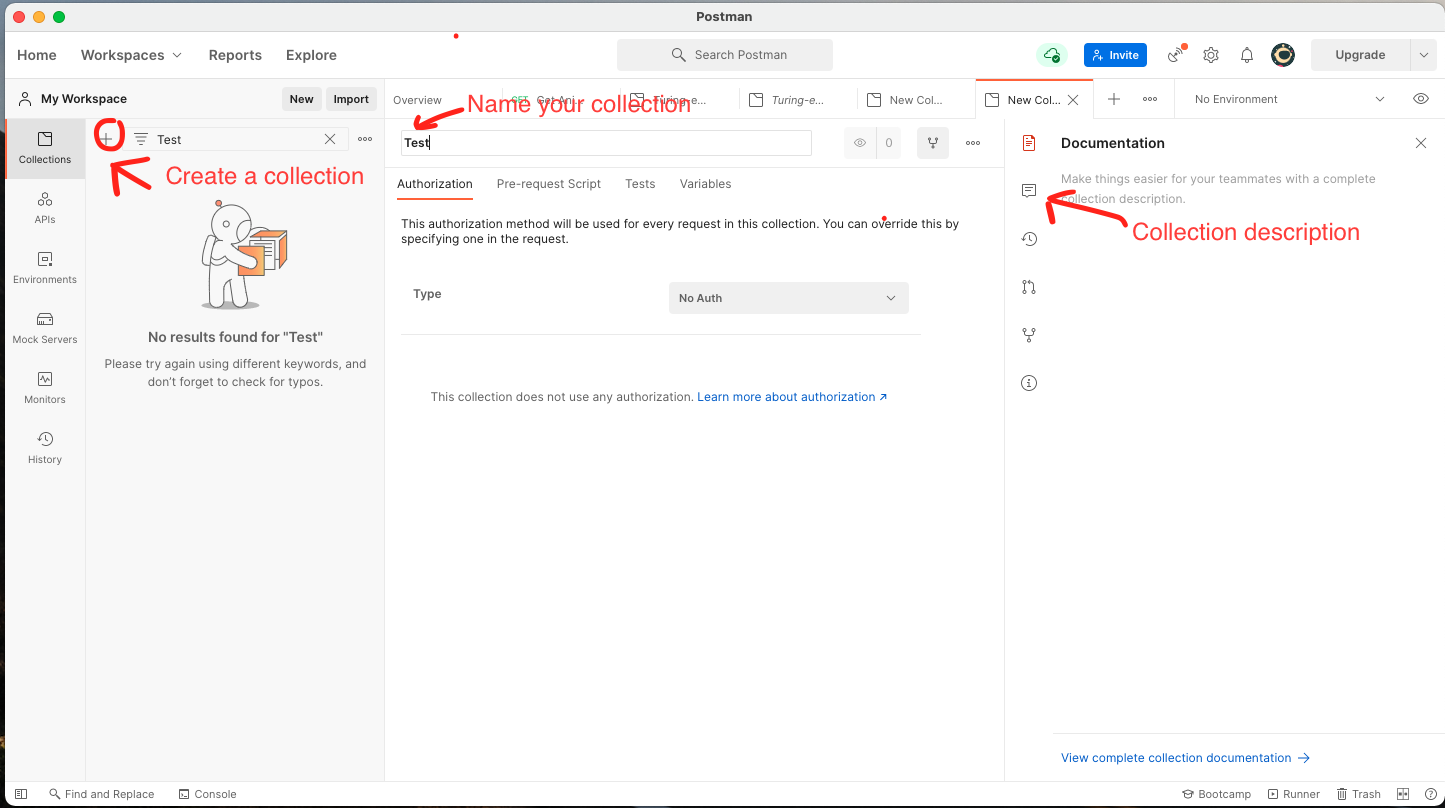 Postman
Home Workspaces Reports Explore
Search Postman
Invite
Upgrade
My Workspace
New Import
Overview
GET Get Ani...
Turing-e...
Turing-e...
New Col...
New Col...
No Environment
Name your collection
Collections
APIs
Environments
Mock Servers
Monitors
History
Test
Create a collection
No results found for "Test"
Please try again using different keywords, and
don't forget to check for typos.
Test
0
Authorization Pre-request Script Tests Variables
This authorization method will be used for every request in this collection. You can override this by
specifying one in the request.
Type
No Auth
This collection does not use any authorization. Learn more about authorization ↗
Documentation
Make things easier for your teammates with a complete
collection description.
Collection description
View complete collection documentation →
Find and Replace Console
Bootcamp Runner Trash